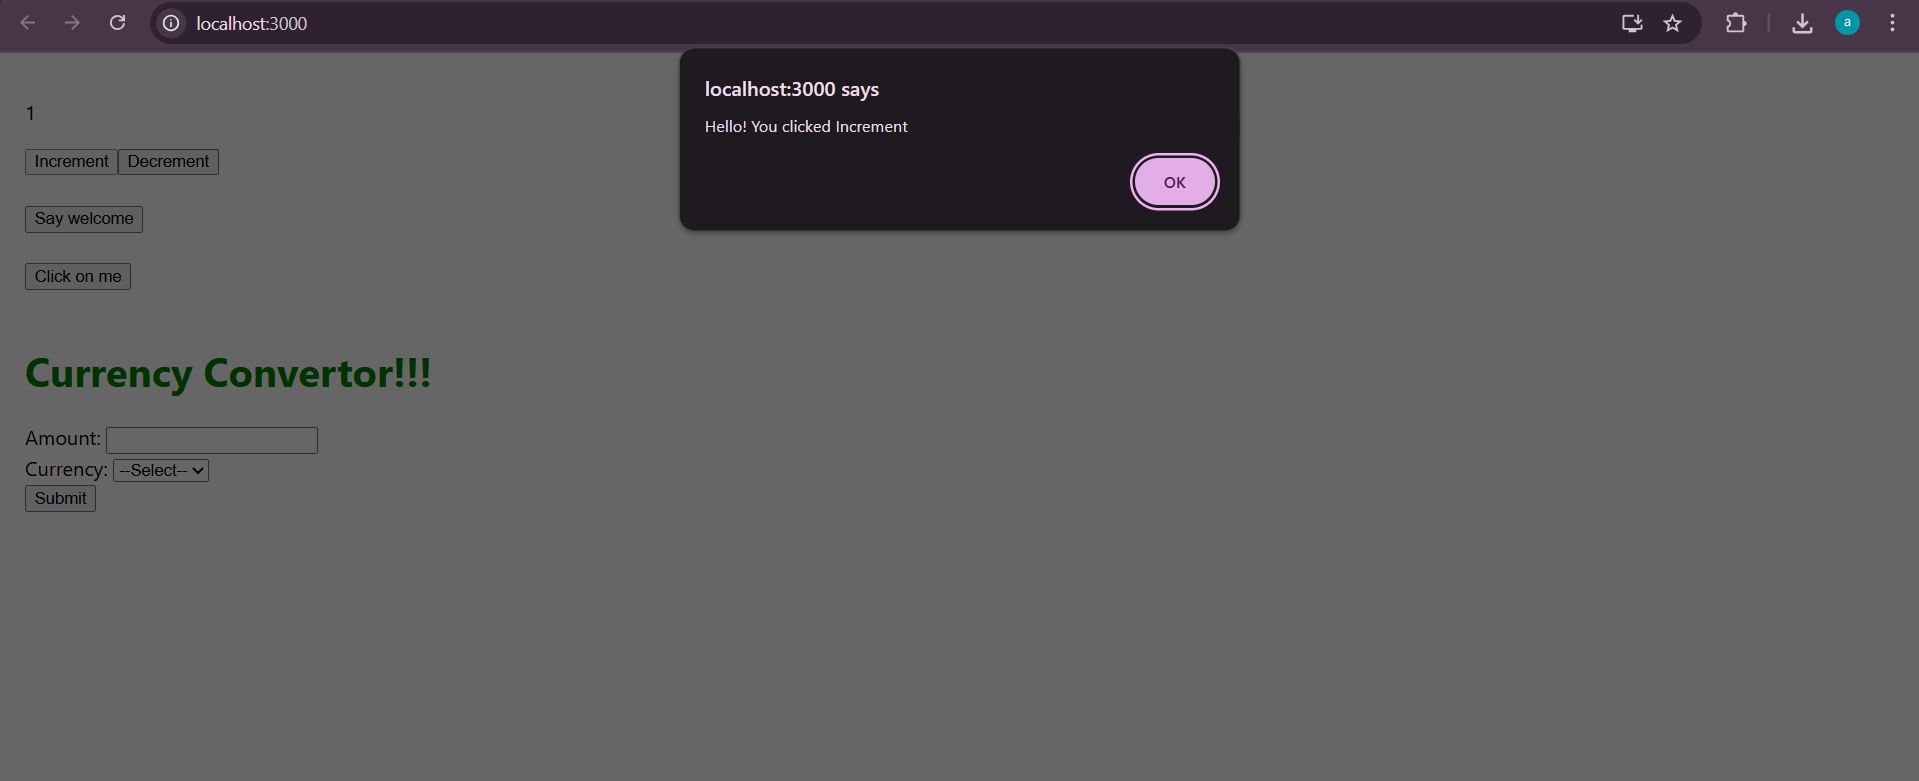 localhost:3000
a
localhost:3000 says
Hello! You clicked Increment
OK
1
Increment Decrement
Say welcome
Click on me
Currency Convertor!!!
Amount:
Currency: --Select--
Submit